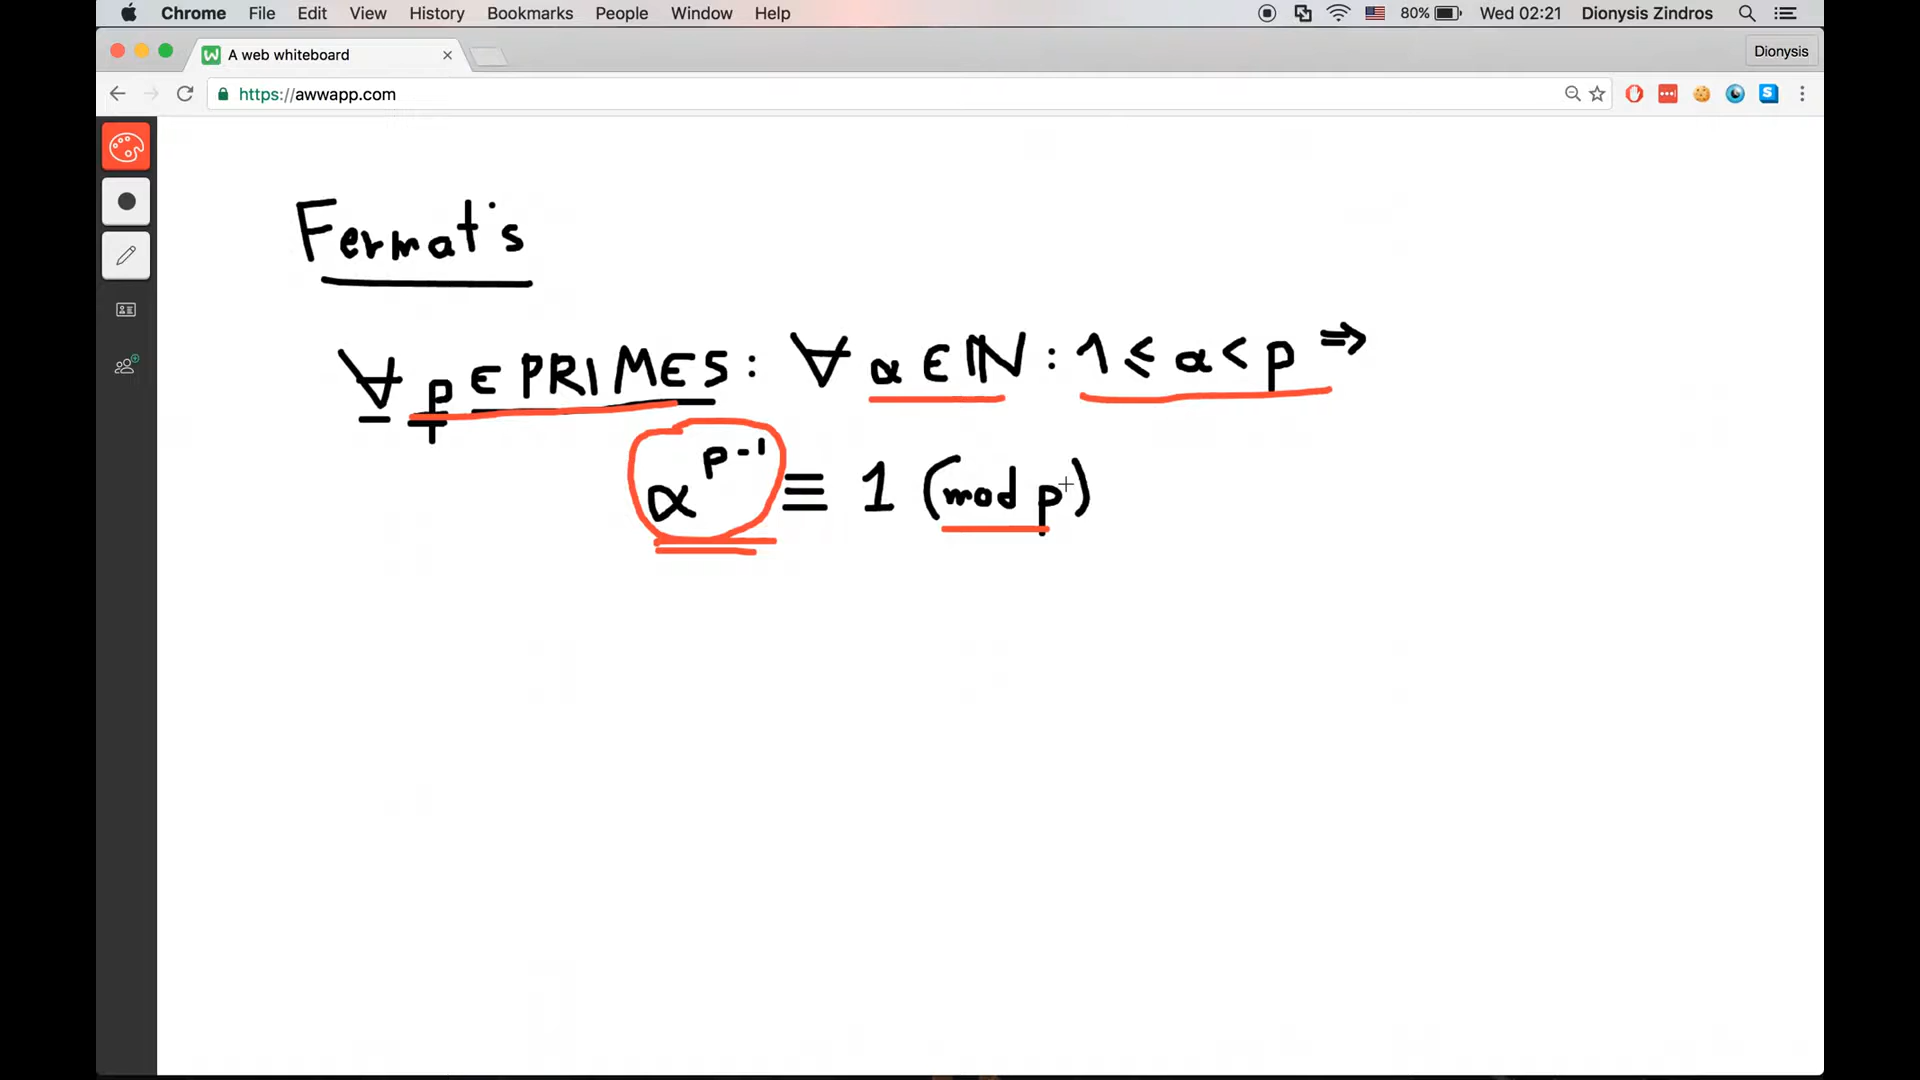 Chrome File Edit View History Bookmarks People Window Help 80% Wed 02:21 Dionysis Zindros
A web whiteboard Dionysis
https://awwapp.com
Fermat's
∀ p ∈ PRIMES: ∀ α ∈ ℕ: 1 ≤ α < p ⇒
α^{p-1} ≡ 1 (mod p)